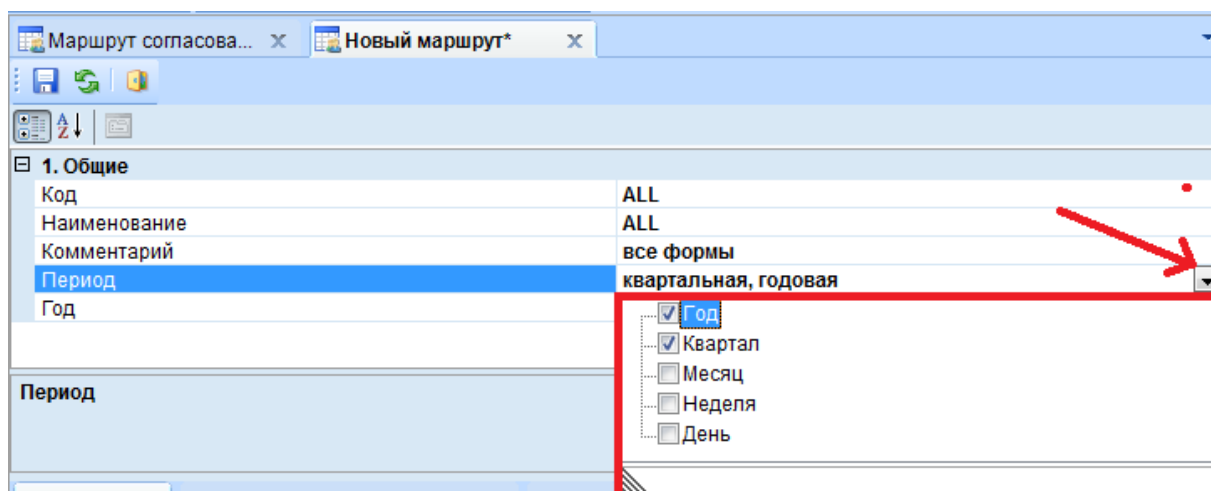 Маршрут согласова... x Новый маршрут* x
1. Общие
Код ALL
Наименование ALL
Комментарий все формы
Период квартальная, годовая
Год
Год
Квартал
Месяц
Неделя
День
Период